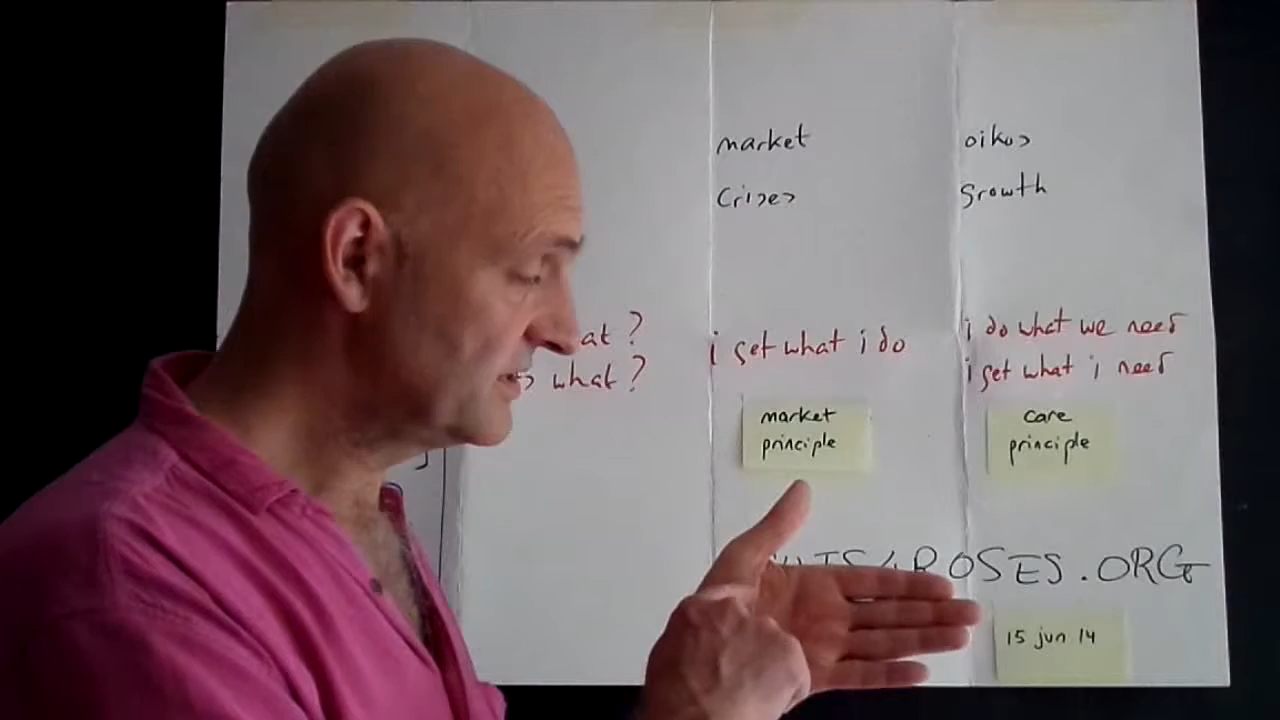 market
crises
oikos
growth
at ?
what ?
i get what i do
i do what we need
i get what i need
market
principle
care
principle
ROSES.ORG
15 jun 14